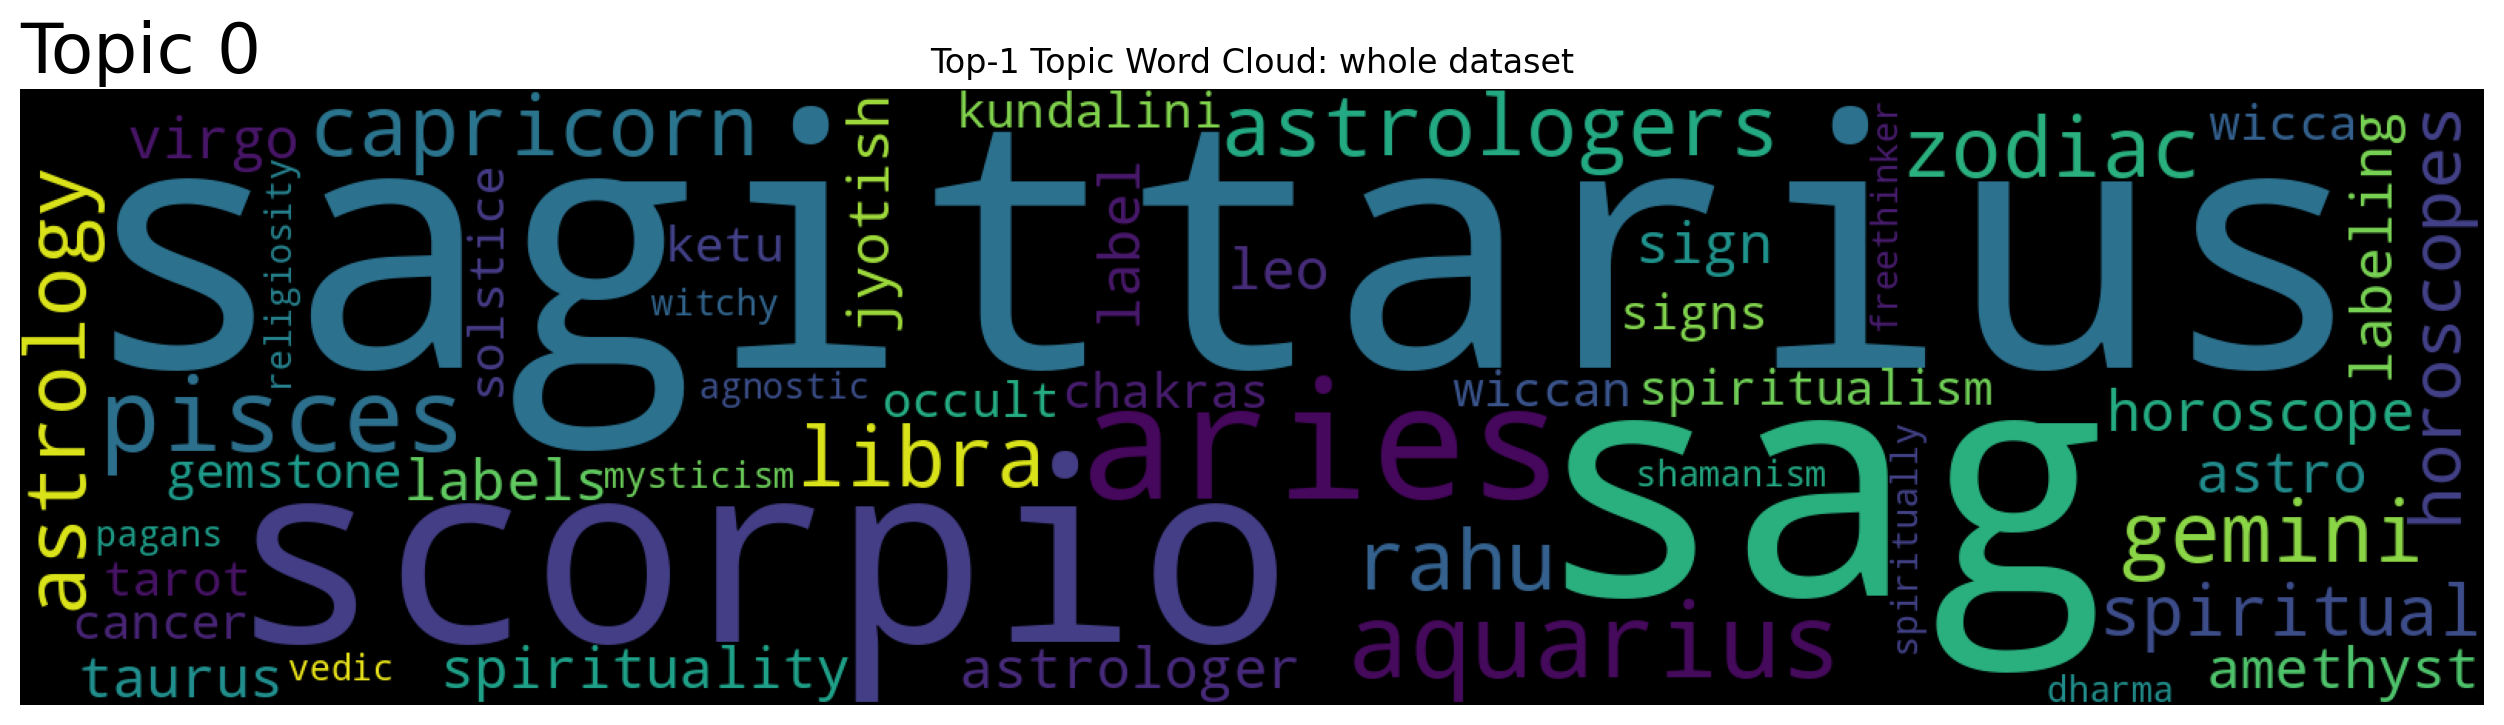 Topic 0
Top-1 Topic Word Cloud: whole dataset
virgo
capricorn
jyotish
kundalini
astrologers
freethinker
zodiac
wicca
labeling
horoscopes
astrology
religiosity
solstice
sagittarius
ketu
witchy
label
leo
sign
signs
pisces
agnostic
occult
chakras
wiccan
spiritualism
horoscope
gemstone
labels
mysticism
libra
aries
sag
shamanism
spiritually
astro
pagans
scorpio
rahu
gemini
tarot
cancer
aquarius
spiritual
taurus
vedic
spirituality
astrologer
dharma
amethyst